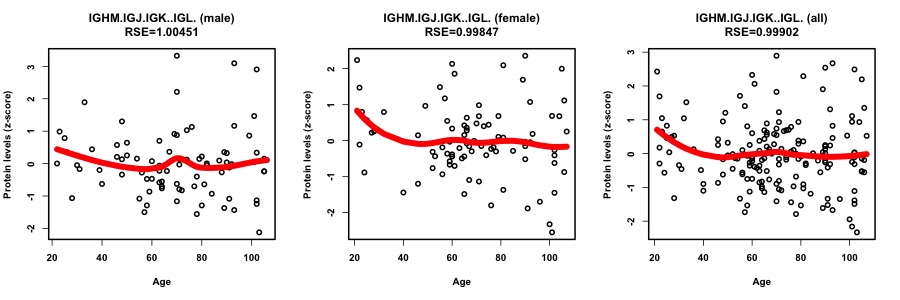 IGHM.IGJ.IGK..IGL. (male)
RSE=1.00451
Protein levels (z-score)
3
2
1
0
-1
-2
20
40
60
80
100
Age
IGHM.IGJ.IGK..IGL. (female)
RSE=0.99847
Protein levels (z-score)
2
1
0
-1
-2
20
40
60
80
100
Age
IGHM.IGJ.IGK..IGL. (all)
RSE=0.99902
Protein levels (z-score)
3
2
1
0
-1
-2
20
40
60
80
100
Age